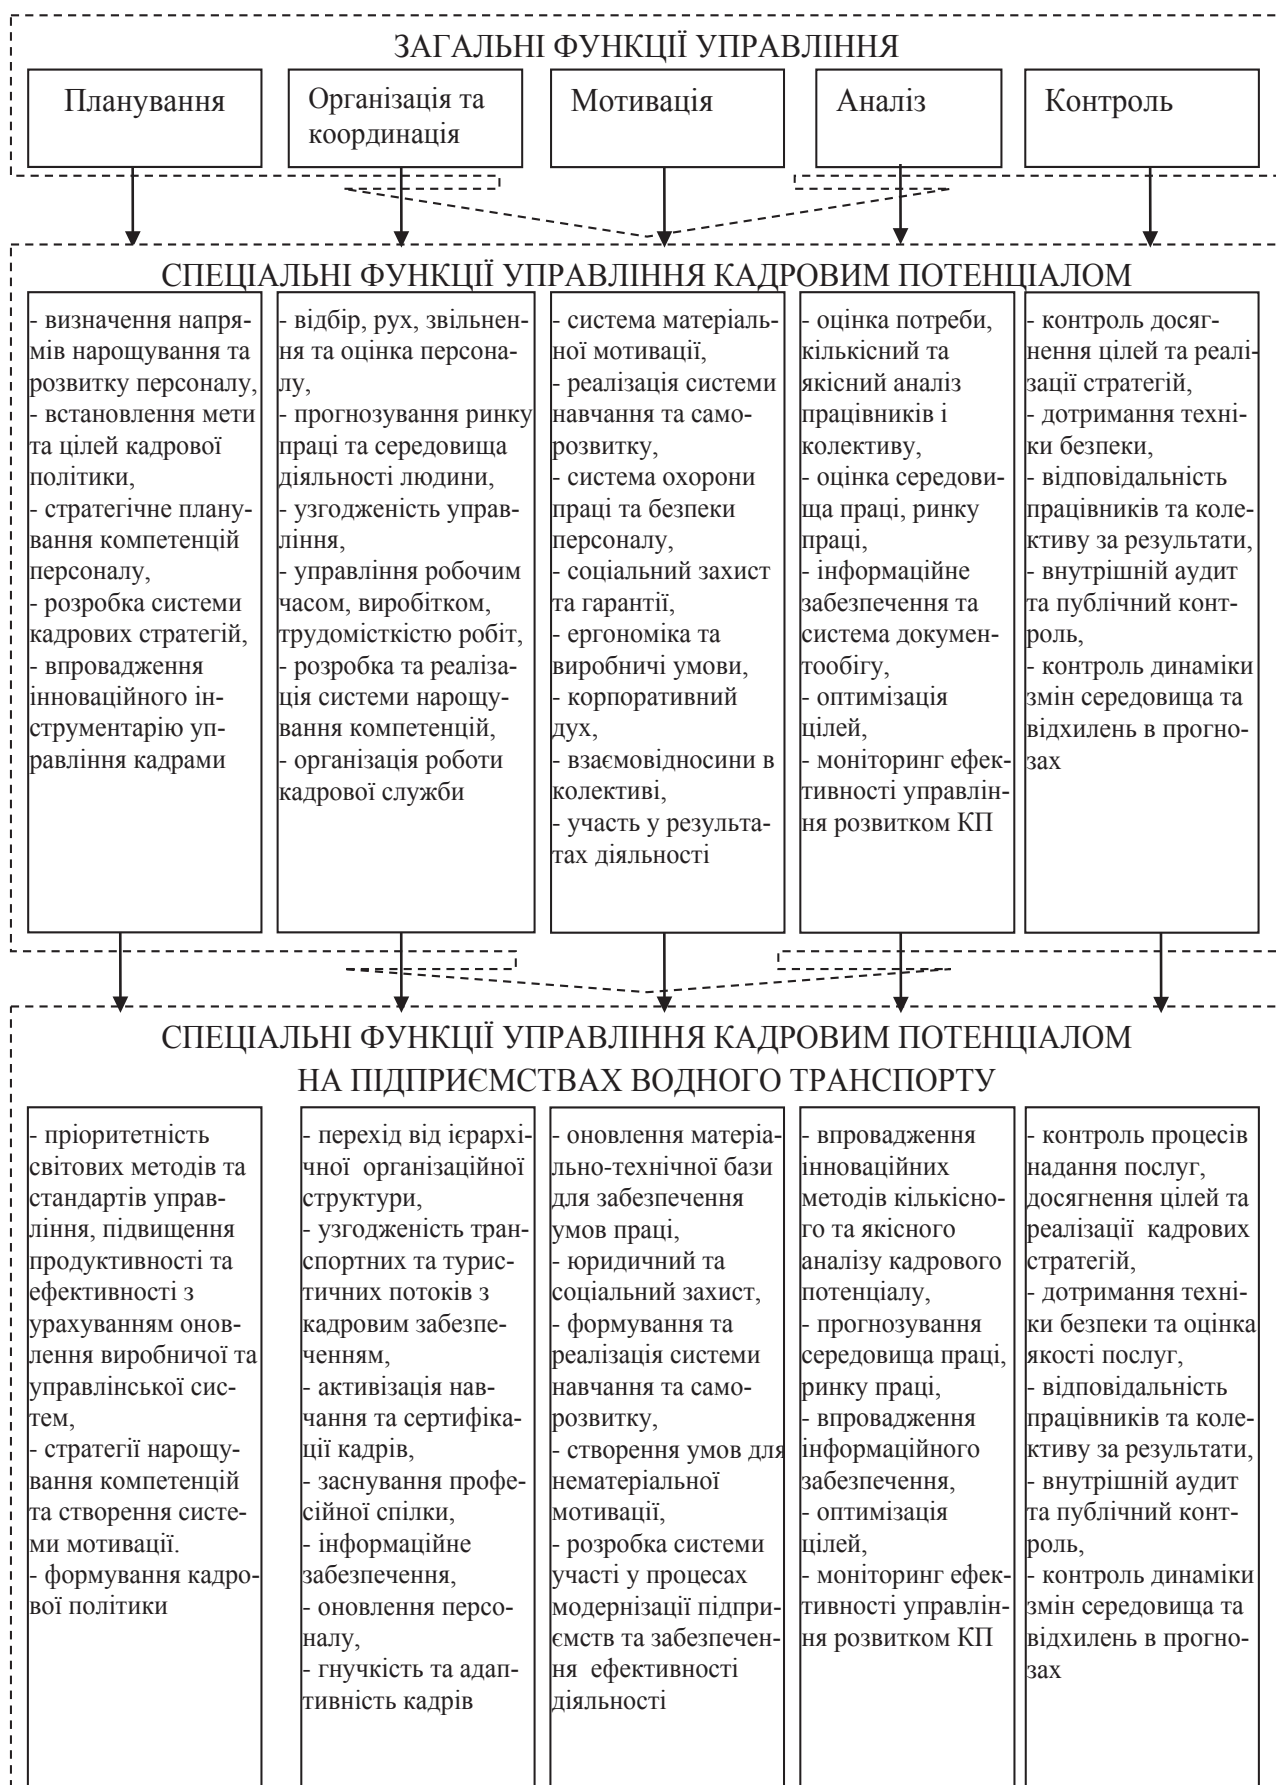 ЗАГАЛЬНІ ФУНКЦІЇ УПРАВЛІННЯ
Планування
Організація та
координація
Мотивація
Аналіз
Контроль
СПЕЦІАЛЬНІ ФУНКЦІЇ УПРАВЛІННЯ КАДРОВИМ ПОТЕНЦІАЛОМ
- визначення напря-
мів нарощування та
розвитку персоналу,
- встановлення мети
та цілей кадрової
політики,
- стратегічне плану-
вання компетенцій
персоналу,
- розробка системи
кадрових стратегій,
- впровадження
інноваційного ін-
струментарію уп-
равління кадрами
- відбір, рух, звільнен-
ня та оцінка персона-
лу,
- прогнозування ринку
праці та середовища
діяльності людини,
- узгодженість управ-
ління,
- управління робочим
часом, виробітком,
трудомісткістю робіт,
- розробка та реаліза-
ція системи нарощу-
вання компетенцій,
- організація роботи
кадрової служби
- система матеріаль-
ної мотивації,
- реалізація системи
навчання та само-
розвитку,
- система охорони
праці та безпеки
персоналу,
- соціальний захист
та гарантії,
- ергономіка та
виробничі умови,
- корпоративний
дух,
- взаємовідносини в
колективі,
- участь у результа-
тах діяльності
- оцінка потреби,
кількісний та
якісний аналіз
працівників і
колективу,
- оцінка середови-
ща праці, ринку
праці,
- інформаційне
забезпечення та
система докумен-
тообігу,
- оптимізація
цілей,
- моніторинг ефек-
тивності управлін-
ня розвитком КП
- контроль досяг-
нення цілей та реалі-
зації стратегій,
- дотримання техні-
ки безпеки,
- відповідальність
працівників та коле-
ктиву за результати,
- внутрішній аудит
та публічний конт-
роль,
- контроль динаміки
змін середовища та
відхилень в прогно-
зах
СПЕЦІАЛЬНІ ФУНКЦІЇ УПРАВЛІННЯ КАДРОВИМ ПОТЕНЦІАЛОМ
НА ПІДПРИЄМСТВАХ ВОДНОГО ТРАНСПОРТУ
- пріоритетність
світових методів та
стандартів управ-
ління, підвищення
продуктивності та
ефективності з
урахуванням онов-
лення виробничої та
управлінської сис-
тем,
- стратегії нарощу-
вання компетенцій
та створення систе-
ми мотивації.
- формування кадро-
вої політики
- перехід від ієрархі-
чної  організаційної
структури,
- узгодженість тран-
спортних та турис-
тичних потоків з
кадровим забезпе-
ченням,
- активізація нав-
чання та сертифіка-
ції кадрів,
- заснування профе-
сійної спілки,
- інформаційне
забезпечення,
- оновлення персо-
налу,
- гнучкість та адап-
тивність кадрів
- оновлення матеріа-
льно-технічної бази
для забезпечення
умов праці,
- юридичний та
соціальний захист,
- формування та
реалізація системи
навчання та само-
розвитку,
- створення умов для
нематеріальної
мотивації,
- розробка системи
участі у процесах
модернізації підпри-
ємств та забезпечен-
ня  ефективності
діяльності
- впровадження
інноваційних
методів кількісно-
го та якісного
аналізу кадрового
потенціалу,
- прогнозування
середовища праці,
ринку праці,
- впровадження
інформаційного
забезпечення,
- оптимізація
цілей,
- моніторинг ефек-
тивності управлін-
ня розвитком КП
- контроль процесів
надання послуг,
досягнення цілей та
реалізації  кадрових
стратегій,
- дотримання техні-
ки безпеки та оцінка
якості послуг,
- відповідальність
працівників та коле-
ктиву за результати,
- внутрішній аудит
та публічний конт-
роль,
- контроль динаміки
змін середовища та
відхилень в прогно-
зах